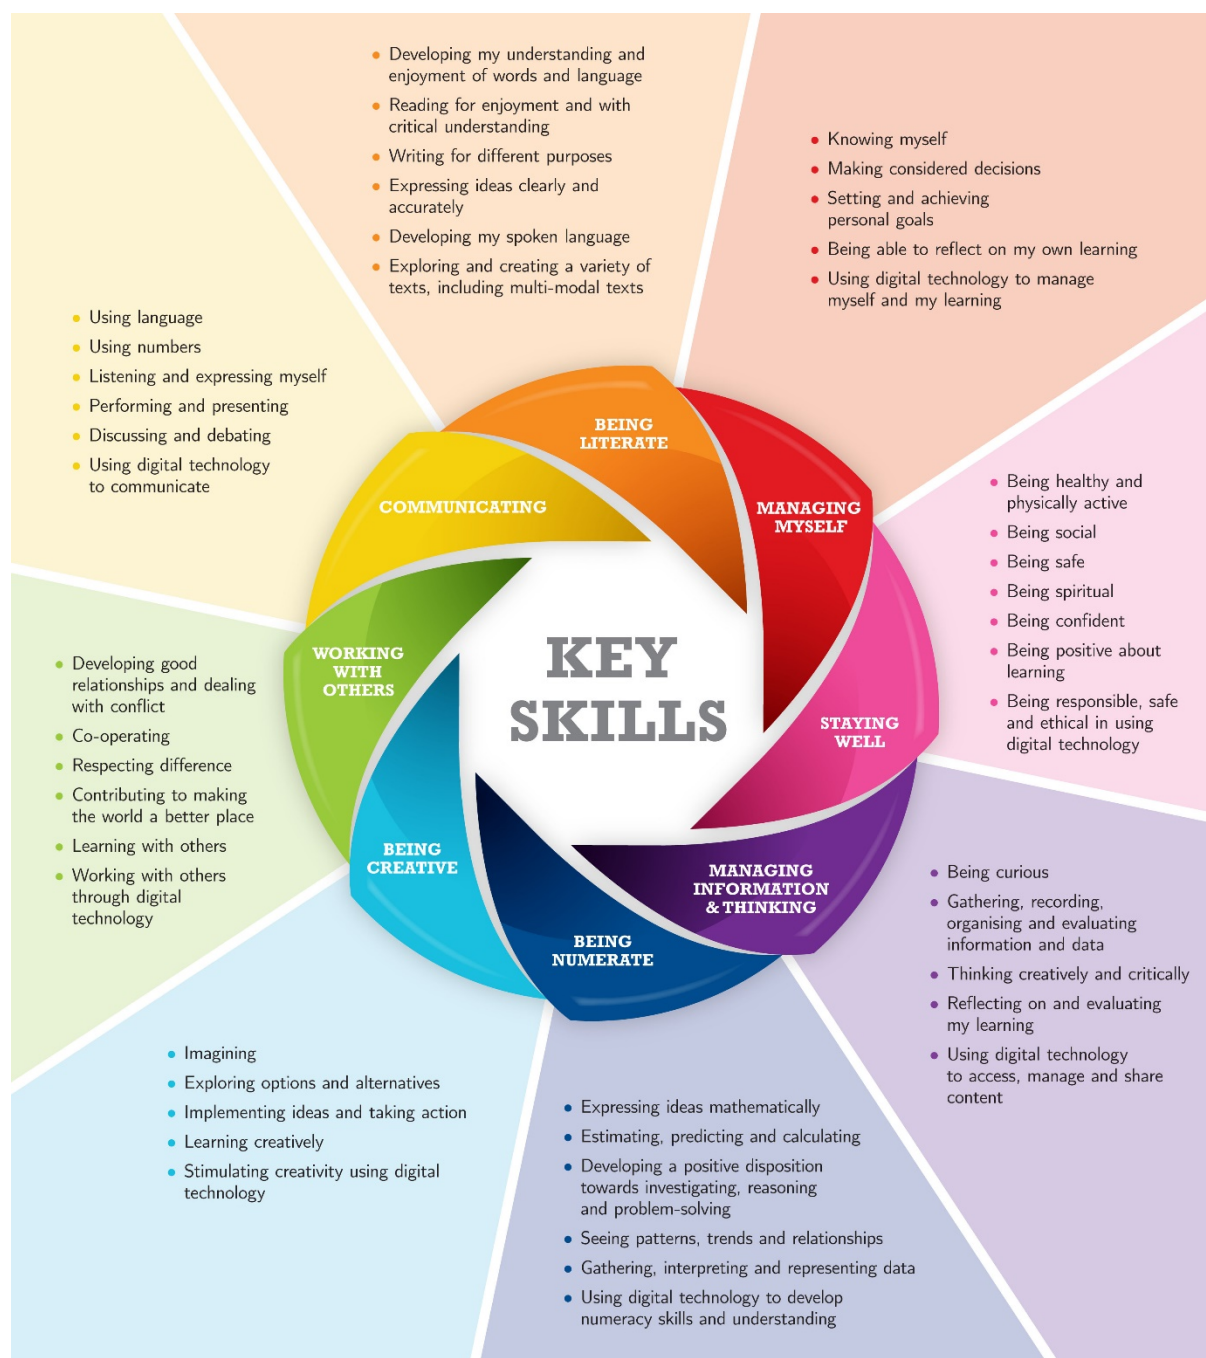 • Developing my understanding and
enjoyment of words and language
• Reading for enjoyment and with
critical understanding
• Writing for different purposes
• Expressing ideas clearly and
accurately
• Developing my spoken language
• Exploring and creating a variety of
texts, including multi-modal texts
• Knowing myself
• Making considered decisions
• Setting and achieving
personal goals
• Being able to reflect on my own learning
• Using digital technology to manage
myself and my learning
• Using language
• Using numbers
• Listening and expressing myself
• Performing and presenting
• Discussing and debating
• Using digital technology
to communicate
BEING
LITERATE
COMMUNICATING
MANAGING
MYSELF
• Being healthy and
physically active
• Being social
• Being safe
• Being spiritual
• Being confident
• Being positive about
learning
• Being responsible, safe
and ethical in using
digital technology
WORKING
WITH
OTHERS
KEY
SKILLS
STAYING
WELL
• Developing good
relationships and dealing
with conflict
• Co-operating
• Respecting difference
• Contributing to making
the world a better place
• Learning with others
• Working with others
through digital
technology
BEING
CREATIVE
MANAGING
INFORMATION
& THINKING
BEING
NUMERATE
• Being curious
• Gathering, recording,
organising and evaluating
information and data
• Thinking creatively and critically
• Reflecting on and evaluating
my learning
• Using digital technology
to access, manage and share
content
• Imagining
• Exploring options and alternatives
• Implementing ideas and taking action
• Learning creatively
• Stimulating creativity using digital
technology
• Expressing ideas mathematically
• Estimating, predicting and calculating
• Developing a positive disposition
towards investigating, reasoning
and problem-solving
• Seeing patterns, trends and relationships
• Gathering, interpreting and representing data
• Using digital technology to develop
numeracy skills and understanding